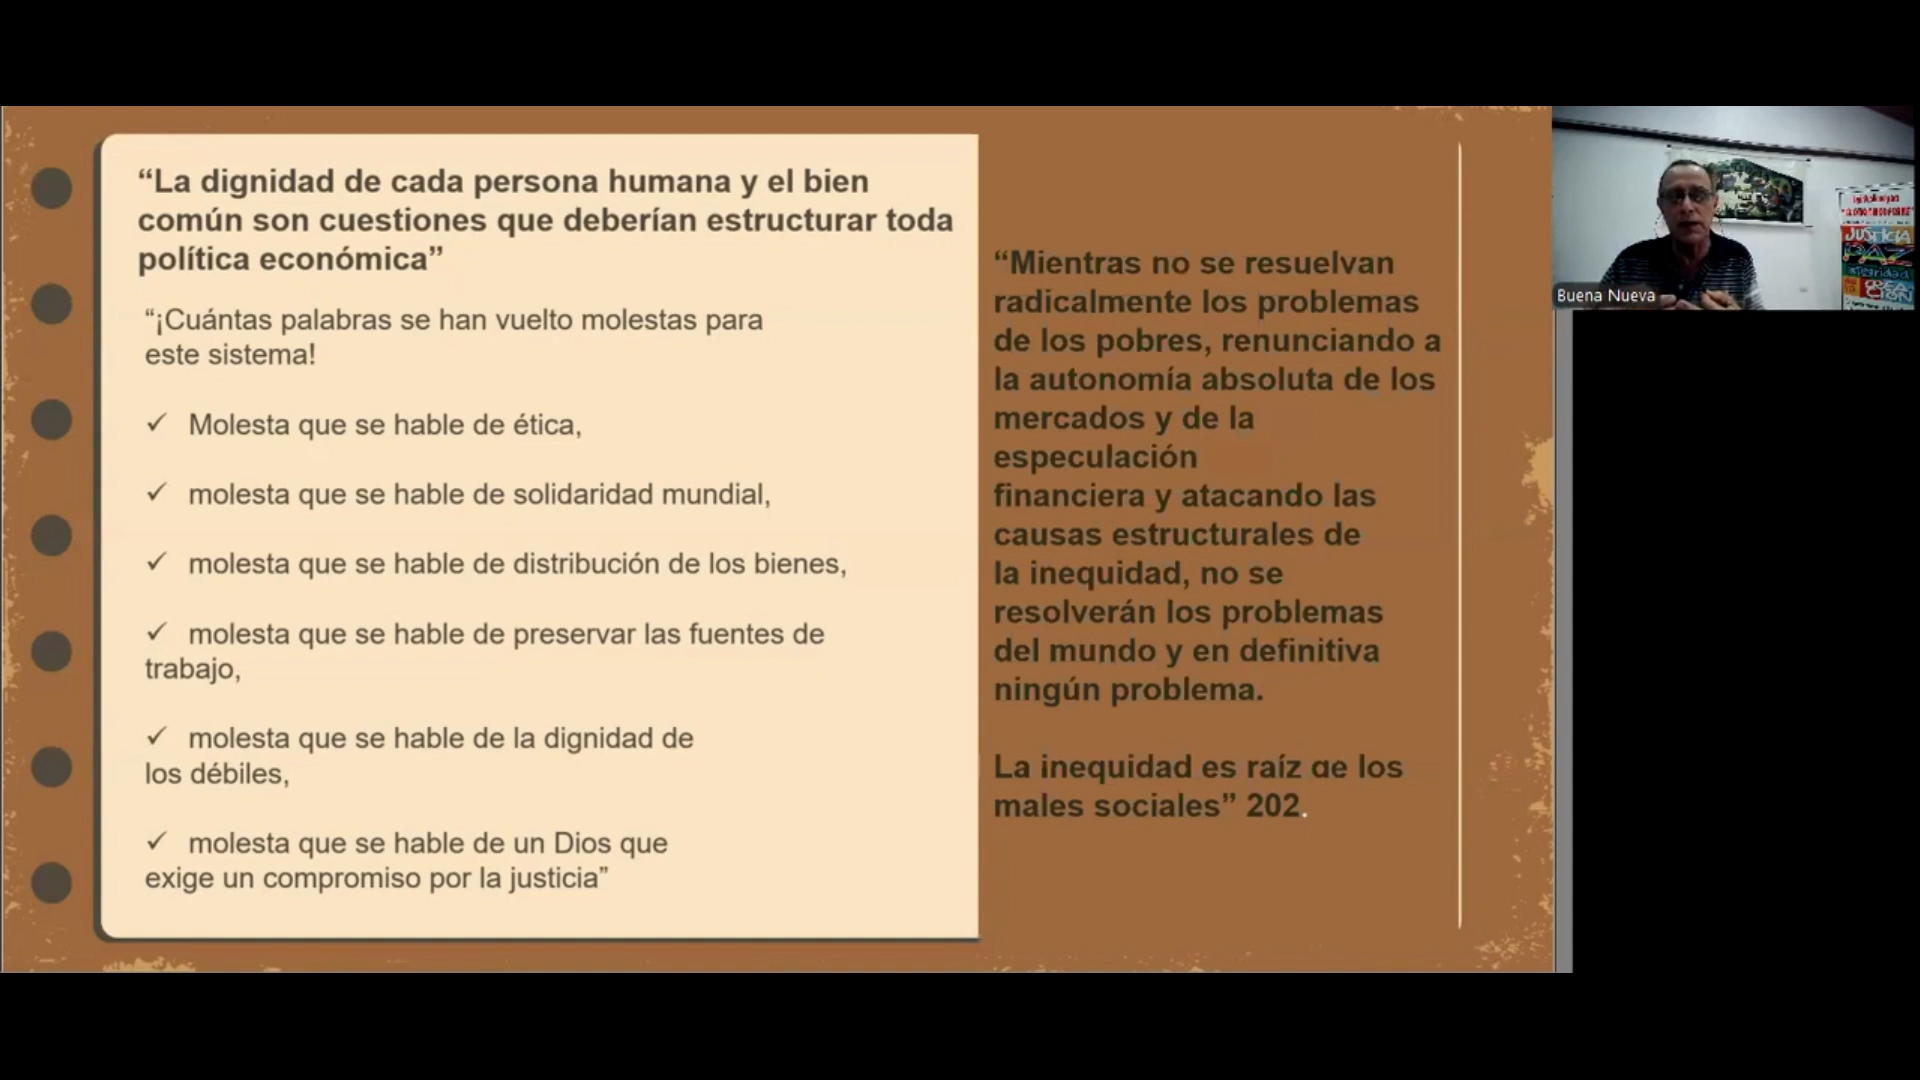 “La dignidad de cada persona humana y el bien
común son cuestiones que deberían estructurar toda
política económica”
“¡Cuántas palabras se han vuelto molestas para
este sistema!
✓ Molesta que se hable de ética,
✓ molesta que se hable de solidaridad mundial,
✓ molesta que se hable de distribución de los bienes,
✓ molesta que se hable de preservar las fuentes de
trabajo,
✓ molesta que se hable de la dignidad de
los débiles,
✓ molesta que se hable de un Dios que
exige un compromiso por la justicia”
“Mientras no se resuelvan
radicalmente los problemas
de los pobres, renunciando a
la autonomía absoluta de los
mercados y de la
especulación
financiera y atacando las
causas estructurales de
la inequidad, no se
resolverán los problemas
del mundo y en definitiva
ningún problema.
La inequidad es raíz de los
males sociales” 202.
Buena Nueva
JUSTICIA
PAZ
Integridad
CREA
CIÓN